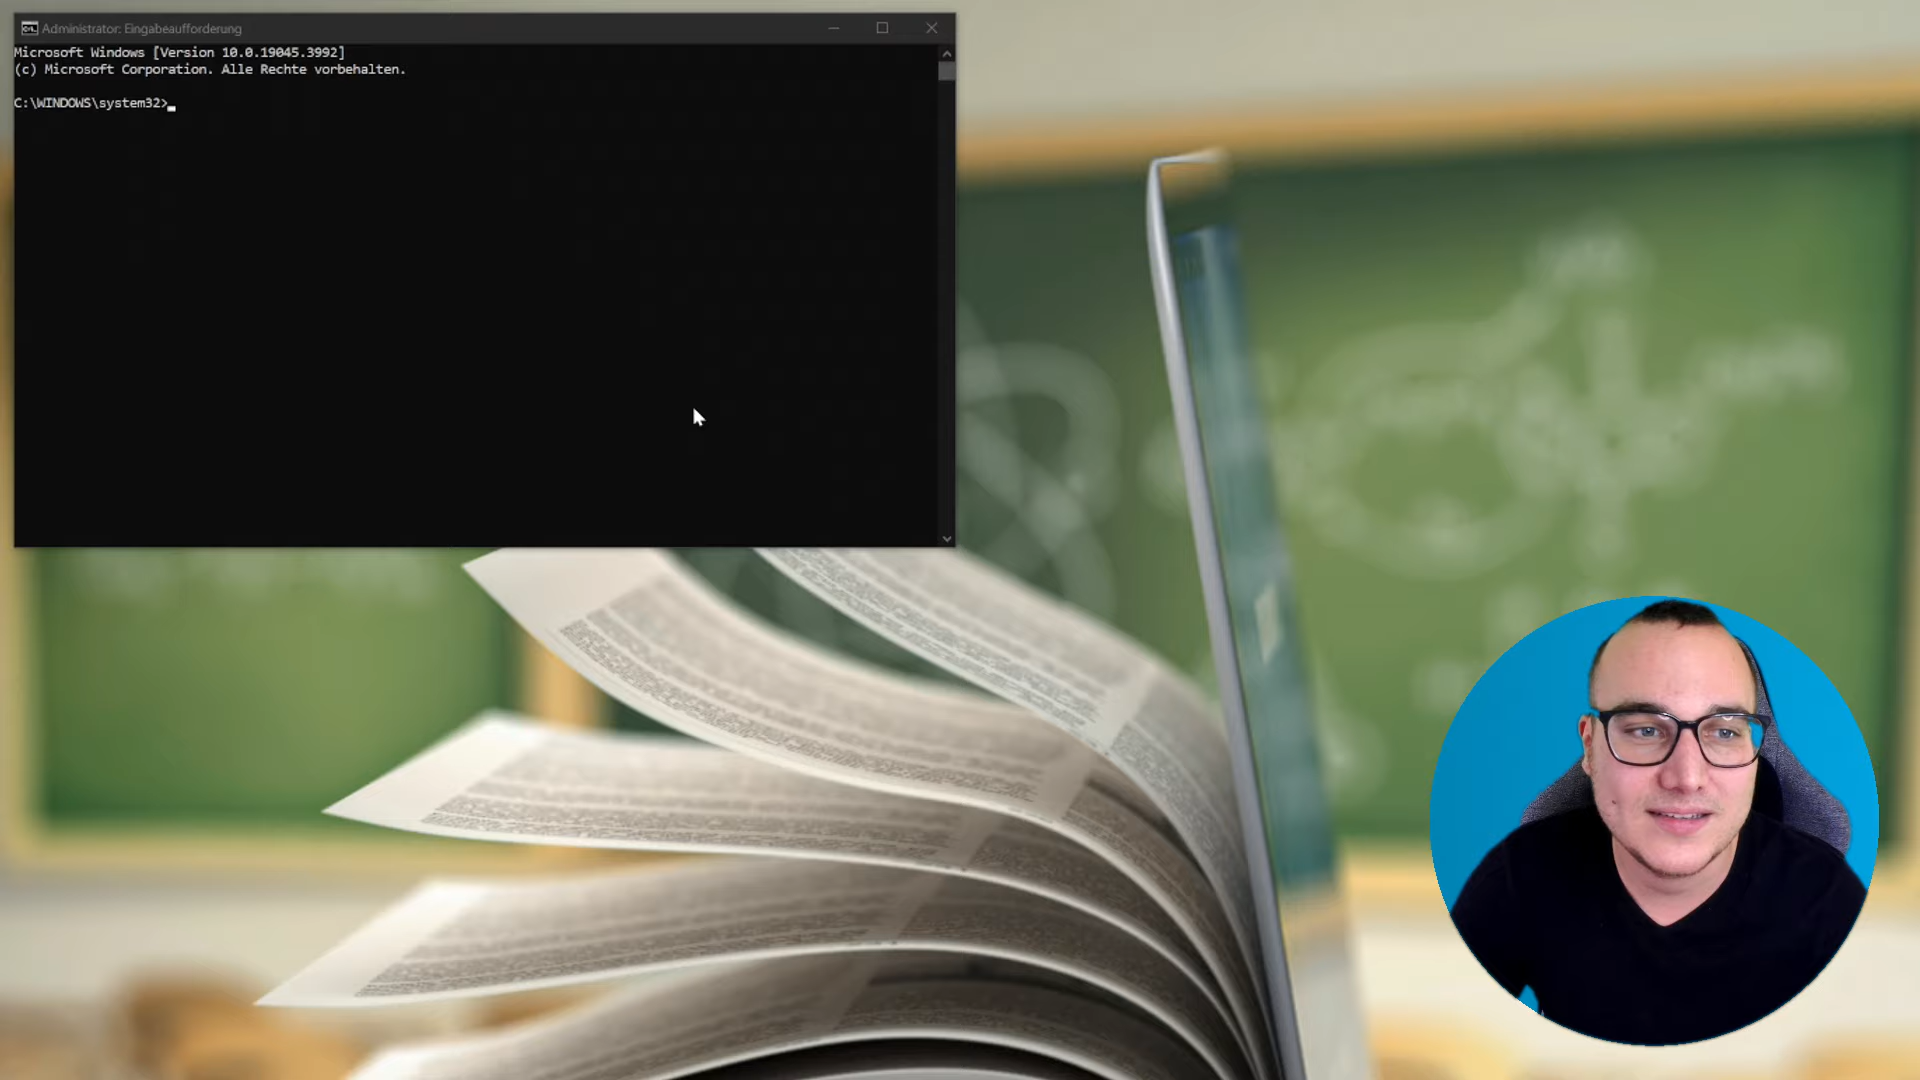 Administrator: Eingabeaufforderung
Microsoft Windows [Version 10.0.19045.3992]
(c) Microsoft Corporation. Alle Rechte vorbehalten.
C:\WINDOWS\system32>